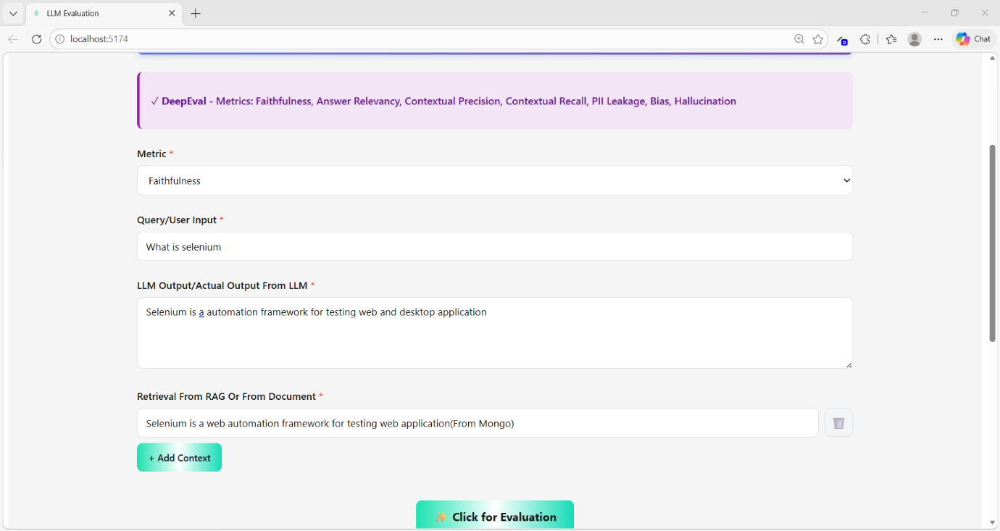 LLM Evaluation
localhost:5174
0
Chat
✓ DeepEval - Metrics: Faithfulness, Answer Relevancy, Contextual Precision, Contextual Recall, PII Leakage, Bias, Hallucination
Metric *
Faithfulness
Query/User Input *
What is selenium
LLM Output/Actual Output From LLM *
Selenium is a automation framework for testing web and desktop application
Retrieval From RAG Or From Document *
Selenium is a web automation framework for testing web application(From Mongo)
+ Add Context
✨ Click for Evaluation